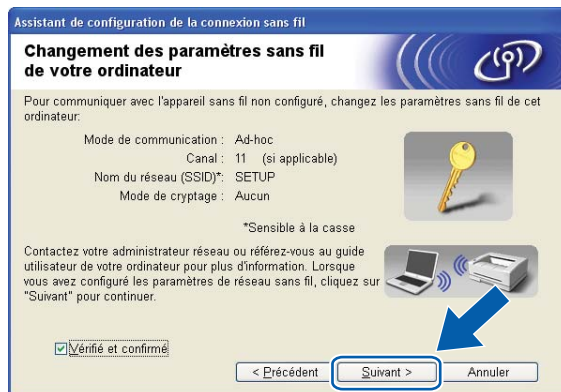 Assistant de configuration de la connexion sans fil
Changement des paramètres sans fil
de votre ordinateur
Pour communiquer avec l'appareil sans fil non configuré, changez les paramètres sans fil de cet
ordinateur:
Mode de communication : Ad-hoc
Canal : 11 (si applicable)
Nom du réseau (SSID)*: SETUP
Mode de cryptage : Aucun
*Sensible à la casse
Contactez votre administrateur réseau ou référez-vous au guide
utilisateur de votre ordinateur pour plus d'information. Lorsque
vous avez configuré les paramètres de réseau sans fil, cliquez sur
"Suivant" pour continuer.
Vérifié et confirmé
< Précédent
Suivant >
Annuler